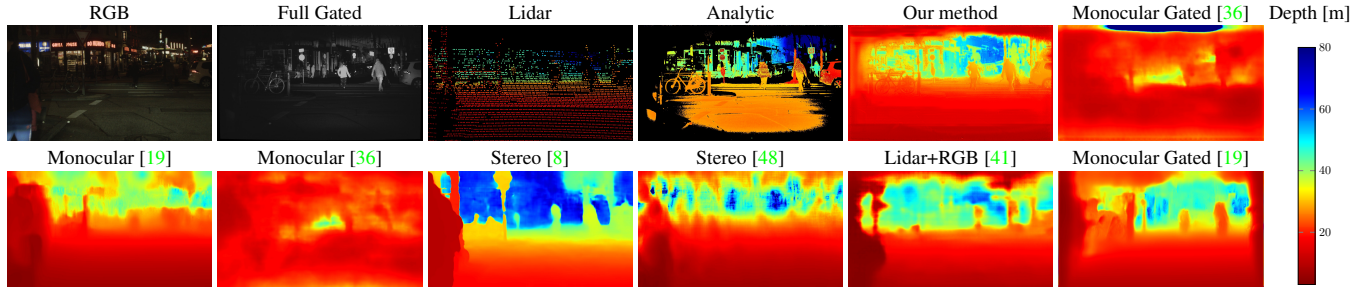 RGB
Full Gated
Lidar
Analytic
Our method
Monocular Gated [36]
Depth [m]
80
60
40
20
Monocular [19]
Monocular [36]
Stereo [8]
Stereo [48]
Lidar+RGB [41]
Monocular Gated [19]